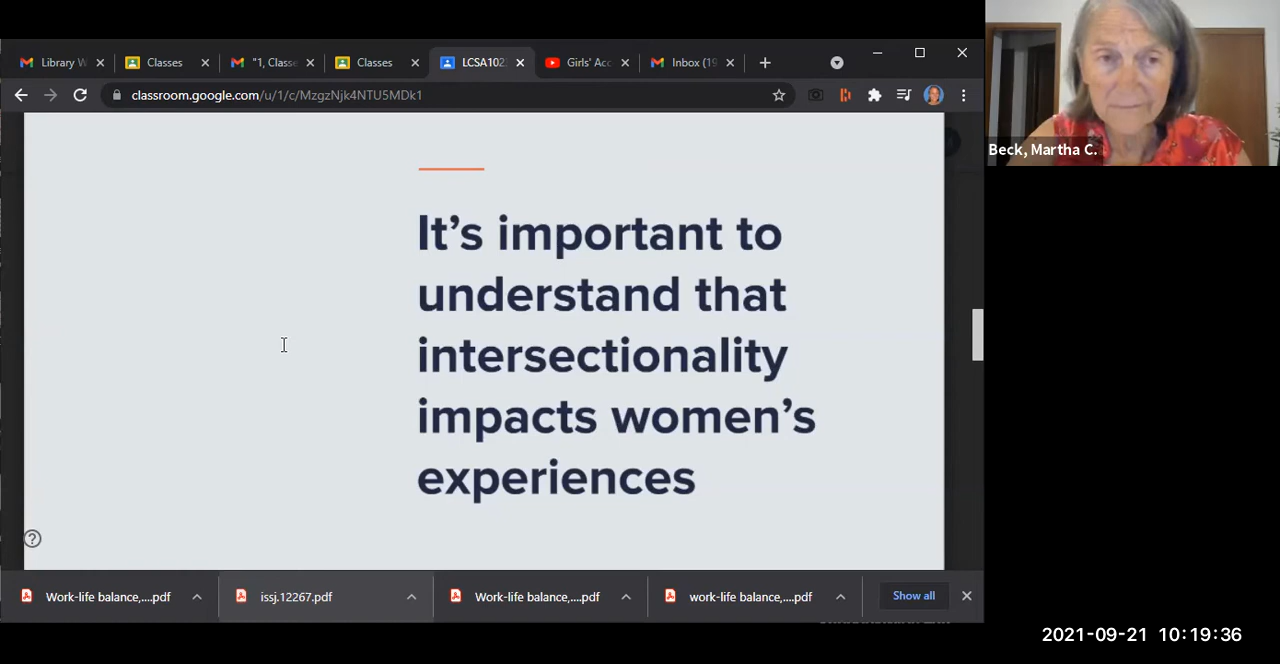 Library W
Classes
"1, Classe
Classes
LCSA102
Girls' Acc
Inbox (19
classroom.google.com/u/1/c/MzgzNjk4NTU5MDk1
Beck, Martha C.
It's important to
understand that
intersectionality
impacts women's
experiences
Work-life balance,....pdf
issj.12267.pdf
Work-life balance,....pdf
work-life balance,....pdf
Show all
2021-09-21 10:19:36